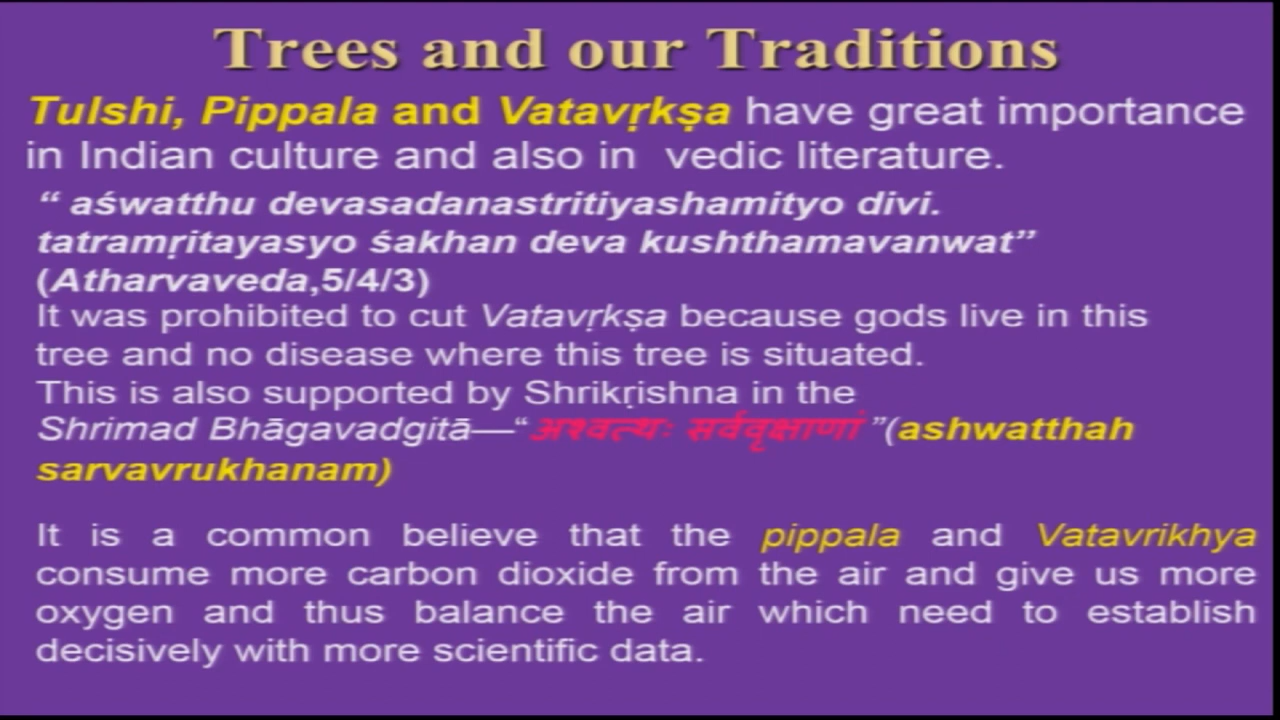 Trees and our Traditions
Tulshi, Pippala and Vatavṛkṣa have great importance
in Indian culture and also in vedic literature.
“ aśwatthu devasadanastritiyashamityo divi.
tatramṛitayasyo śakhan deva kushthamavanwat”
(Atharvaveda,5/4/3)
It was prohibited to cut Vatavṛkṣa because gods live in this
tree and no disease where this tree is situated.
This is also supported by Shrikṛishna in the
Shrimad Bhāgavadgitā—“अश्वत्थः सर्ववृक्षाणां ”(ashwatthah
sarvavrukhanam)
It is a common believe that the pippala and Vatavrikhya
consume more carbon dioxide from the air and give us more
oxygen and thus balance the air which need to establish
decisively with more scientific data.